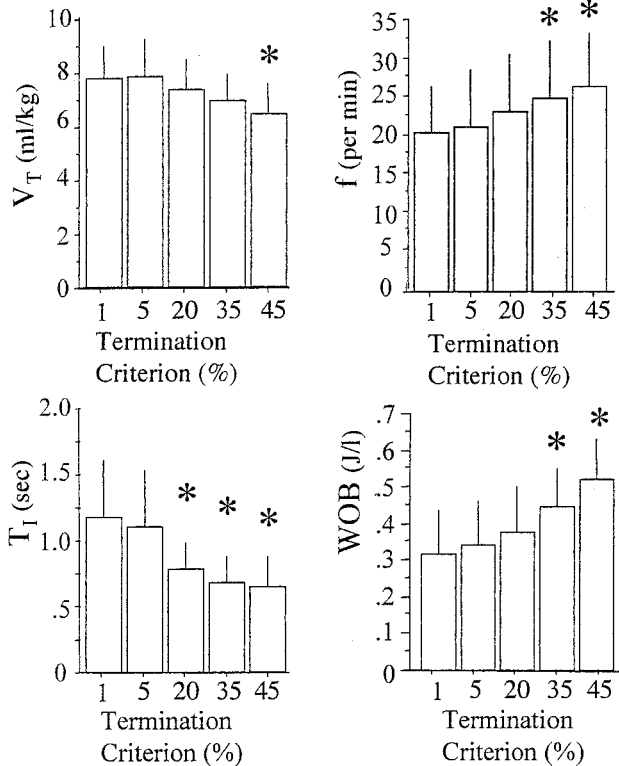 V_T (ml/kg)
10
8
6
4
2
0
*
1 5 20 35 45
Termination
Criterion (%)
f (per min)
35
30
25
20
15
10
5
0
* *
1 5 20 35 45
Termination
Criterion (%)
T_I (sec)
2.0
1.5
1.0
.5
0
* * *
1 5 20 35 45
Termination
Criterion (%)
WOB (J/l)
.7
.6
.5
.4
.3
.2
.1
0
* *
1 5 20 35 45
Termination
Criterion (%)